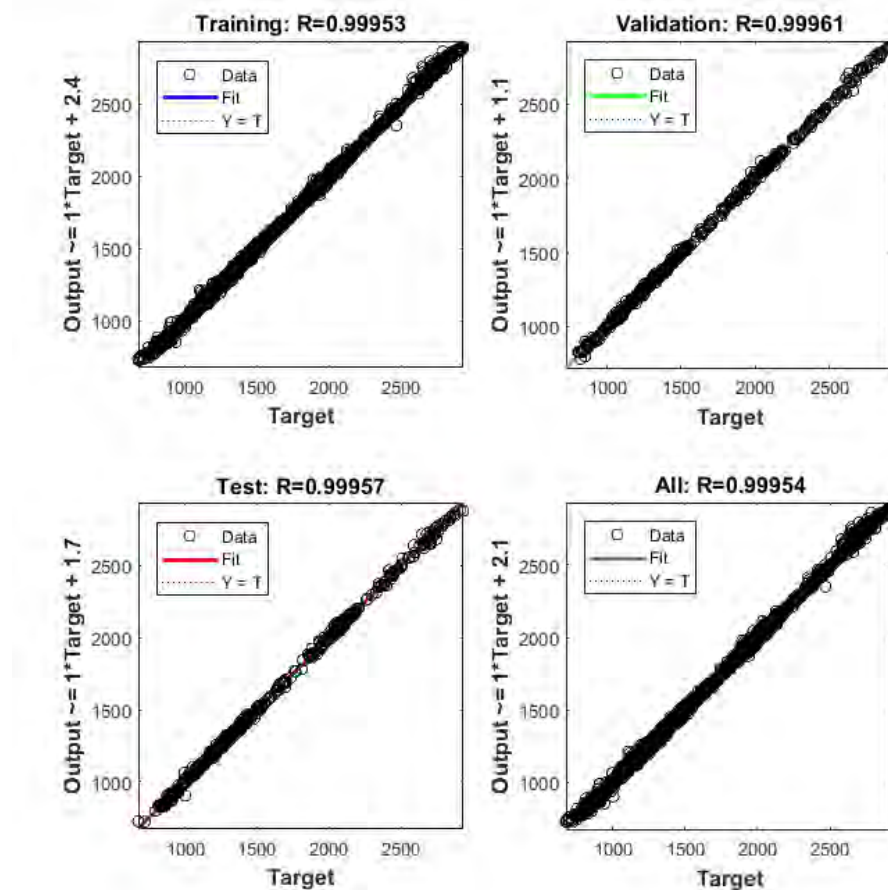 Training: R=0.99953
Output ~= 1*Target + 2.4
Data
Fit
Y = T
2500
2000
1500
1000
1000 1500 2000 2500
Target
Validation: R=0.99961
Output ~= 1*Target + 1.1
Data
Fit
Y = T
2500
2000
1500
1000
1000 1500 2000 2500
Target
Test: R=0.99957
Output ~= 1*Target + 1.7
Data
Fit
Y = T
2500
2000
1500
1000
1000 1500 2000 2500
Target
All: R=0.99954
Output ~= 1*Target + 2.1
Data
Fit
Y = T
2500
2000
1500
1000
1000 1500 2000 2500
Target